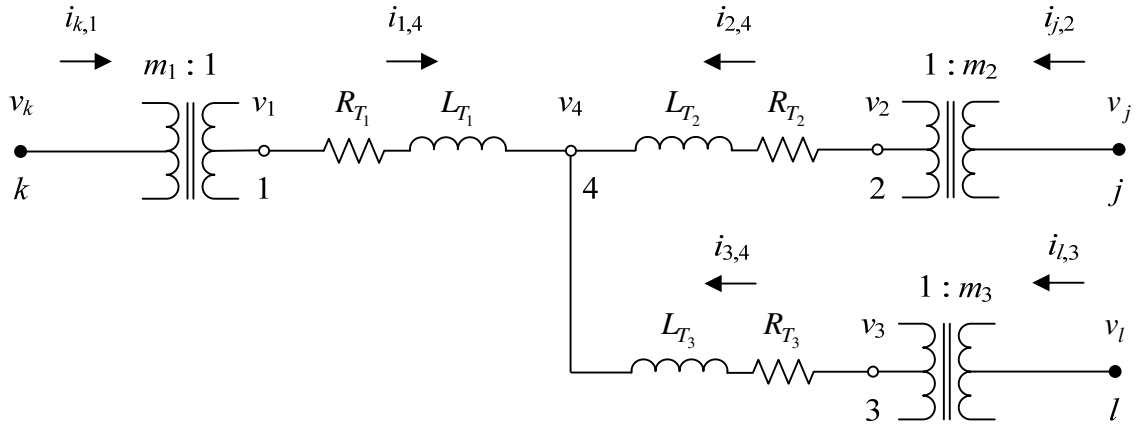 i_{k,1} i_{1,4} i_{2,4} i_{j,2}
m_1 : 1 1 : m_2
v_k v_1 R_{T_1} L_{T_1} v_4 L_{T_2} R_{T_2} v_2 v_j
k 1 4 2 j
i_{3,4} i_{l,3}
1 : m_3
L_{T_3} R_{T_3} v_3 v_l
3 l